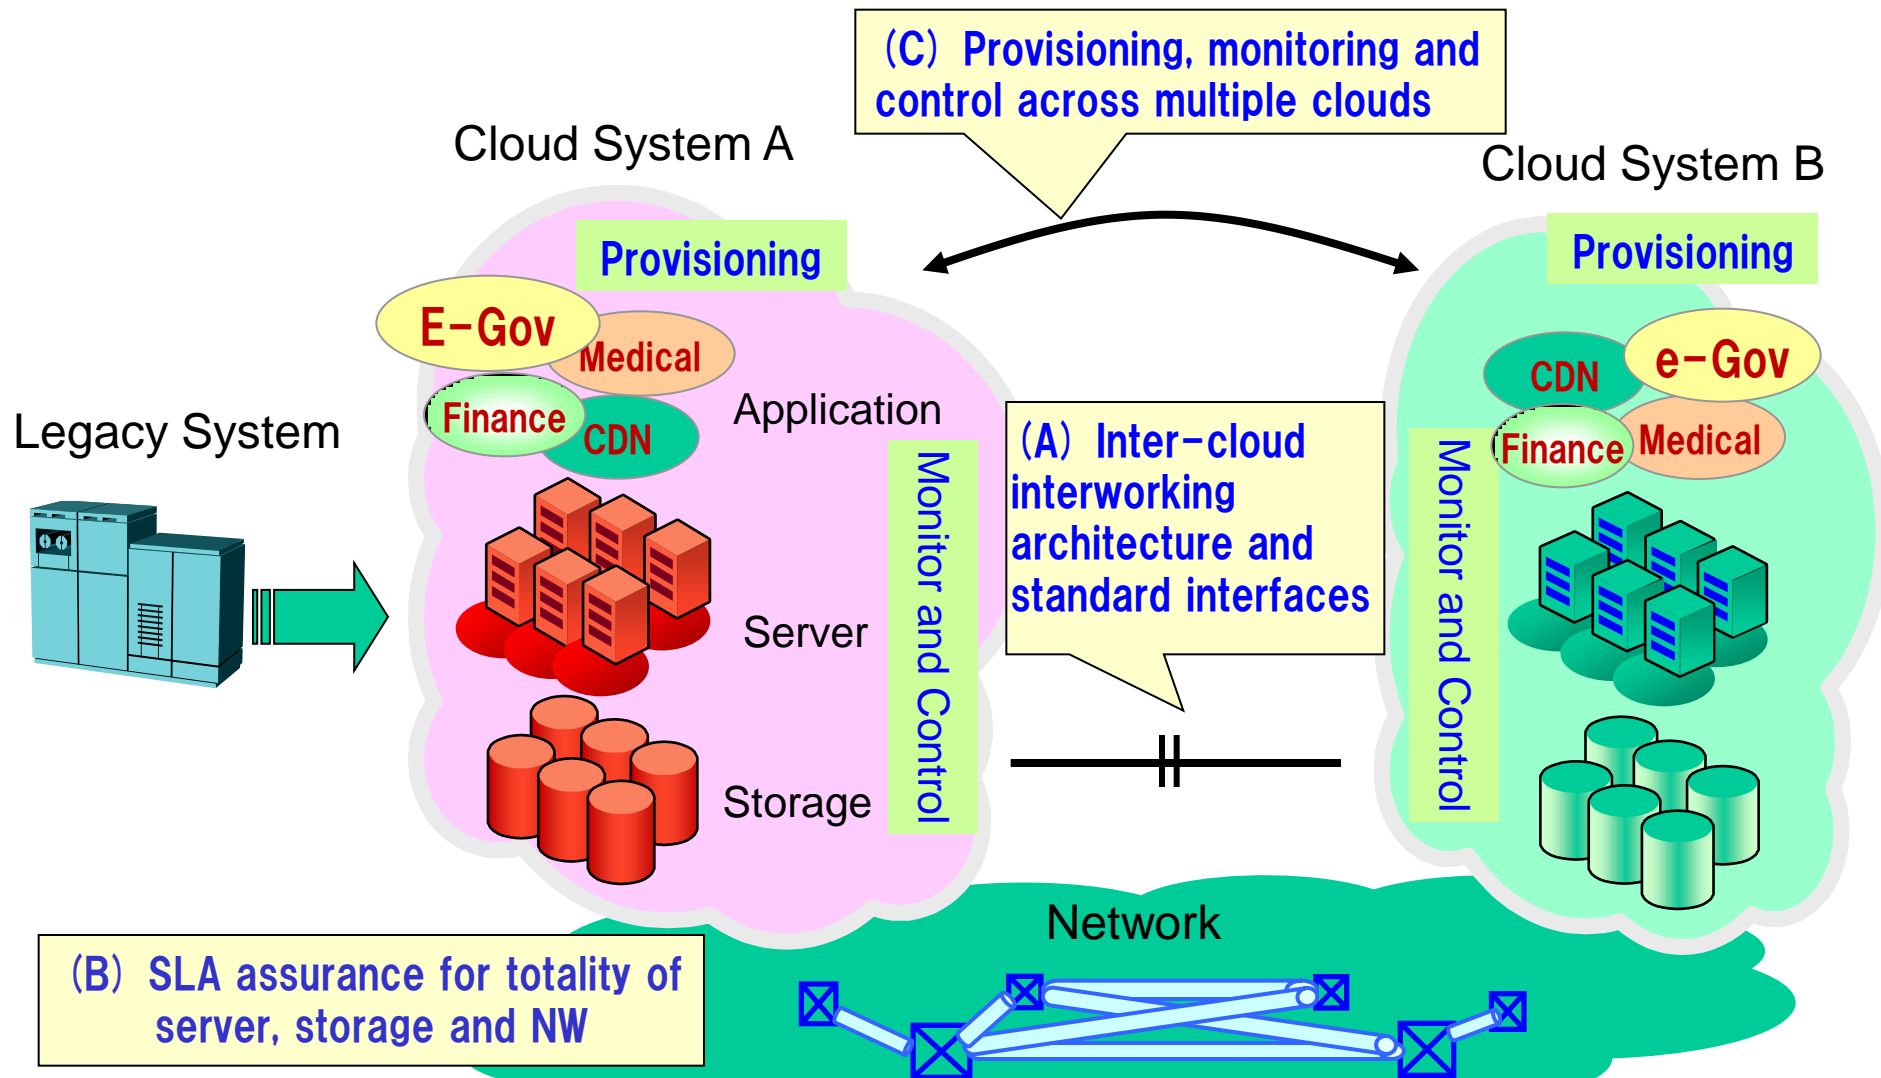 (C) Provisioning, monitoring and
control across multiple clouds
Cloud System A
Cloud System B
Provisioning
Provisioning
E-Gov
Medical
Finance
CDN
Application
Legacy System
(A) Inter-cloud
interworking
architecture and
standard interfaces
CDN
e-Gov
Finance
Medical
Monitor and Control
Monitor and Control
Server
Storage
Network
(B) SLA assurance for totality of
server, storage and NW